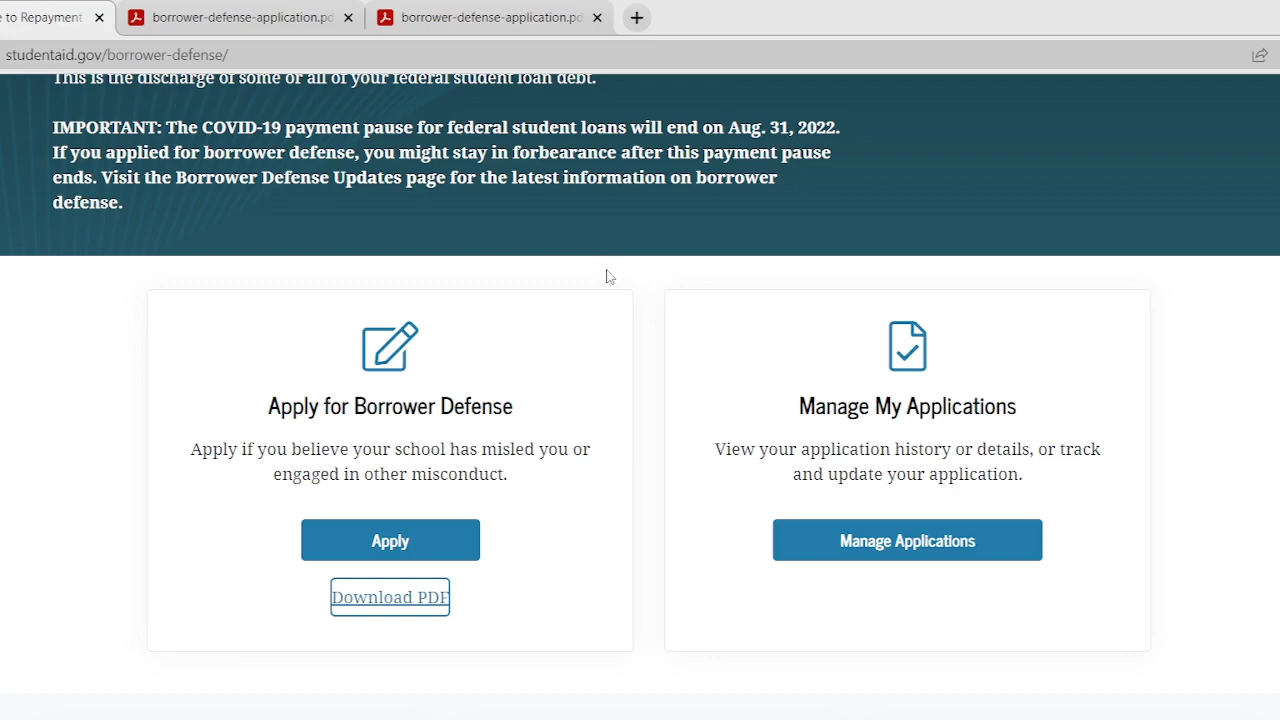 e to Repayment
borrower-defense-application.pd
borrower-defense-application.pd
studentaid.gov/borrower-defense/
This is the discharge of some or all of your federal student loan debt.
IMPORTANT: The COVID-19 payment pause for federal student loans will end on Aug. 31, 2022.
If you applied for borrower defense, you might stay in forbearance after this payment pause
ends. Visit the Borrower Defense Updates page for the latest information on borrower
defense.
Apply for Borrower Defense
Apply if you believe your school has misled you or
engaged in other misconduct.
Apply
Download PDF
Manage My Applications
View your application history or details, or track
and update your application.
Manage Applications